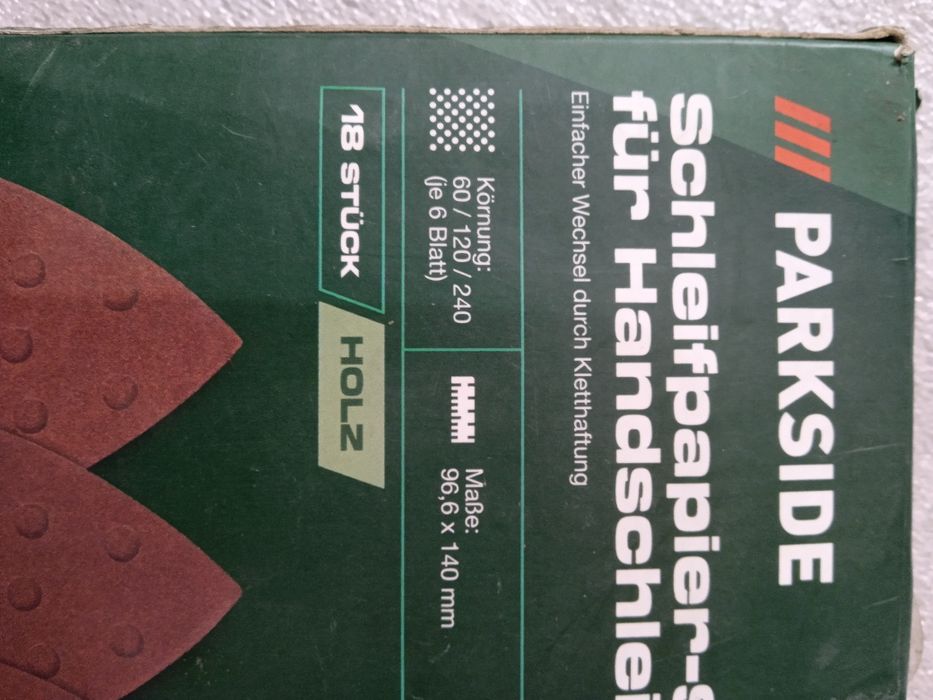 PARKSIDE
Schleifpapier-
für Handschlei
Einfacher Wechsel durch Kletthaftung
Körnung:
60 / 120 / 240
(je 6 Blatt)
Maße:
96,6 x 140 mm
18 STÜCK
HOLZ